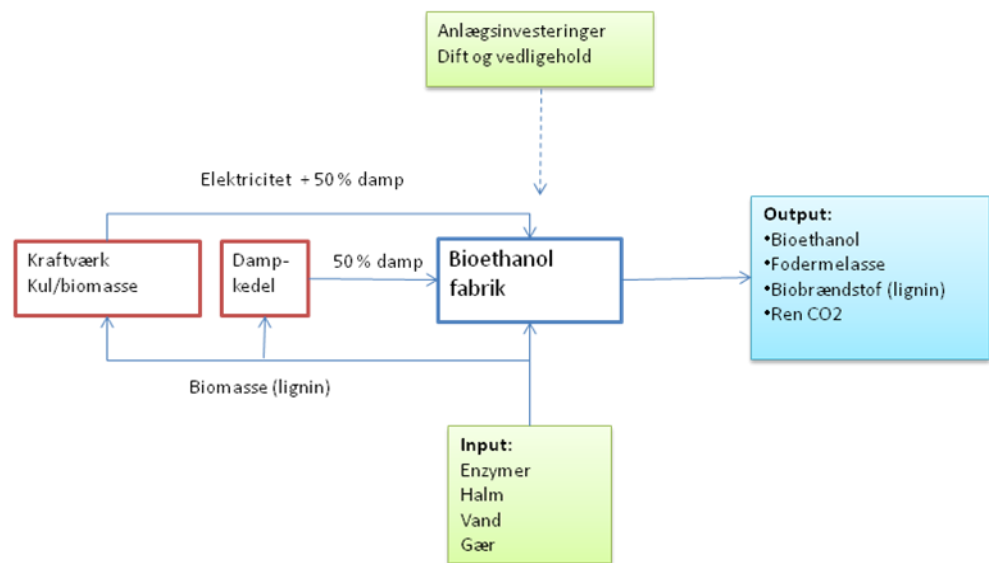 Anlægsinvesteringer
Dift og vedligehold
Elektricitet + 50 % damp
Kraftværk
Kul/biomasse
Damp-
kedel
50 % damp
Bioethanol
fabrik
Output:
•Bioethanol
•Fodermelasse
•Biobrændstof (lignin)
•Ren CO2
Biomasse (lignin)
Input:
Enzymer
Halm
Vand
Gær